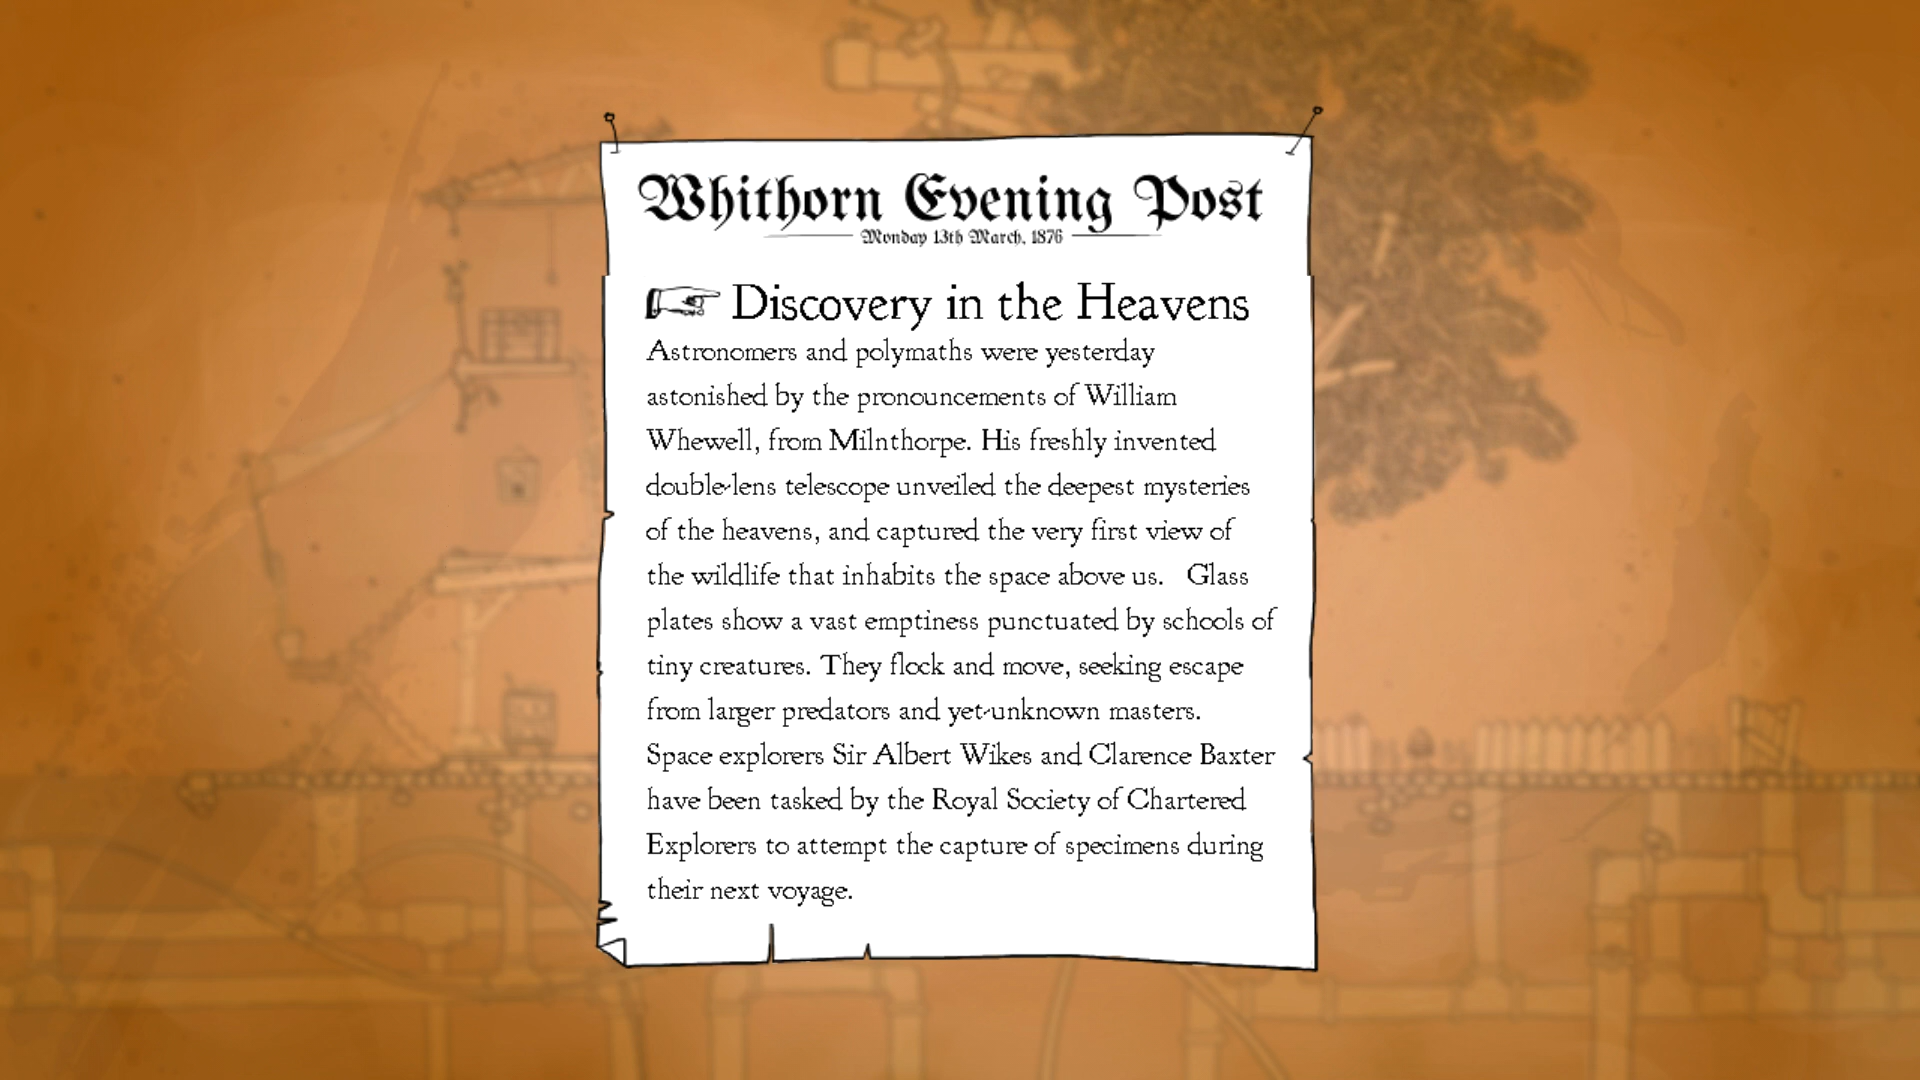 Whithorn Evening Post
Monday 13th March, 1876
Discovery in the Heavens
Astronomers and polymaths were yesterday
astonished by the pronouncements of William
Whewell, from Milnthorpe. His freshly invented
double-lens telescope unveiled the deepest mysteries
of the heavens, and captured the very first view of
the wildlife that inhabits the space above us. Glass
plates show a vast emptiness punctuated by schools of
tiny creatures. They flock and move, seeking escape
from larger predators and yet-unknown masters.
Space explorers Sir Albert Wikes and Clarence Baxter
have been tasked by the Royal Society of Chartered
Explorers to attempt the capture of specimens during
their next voyage.